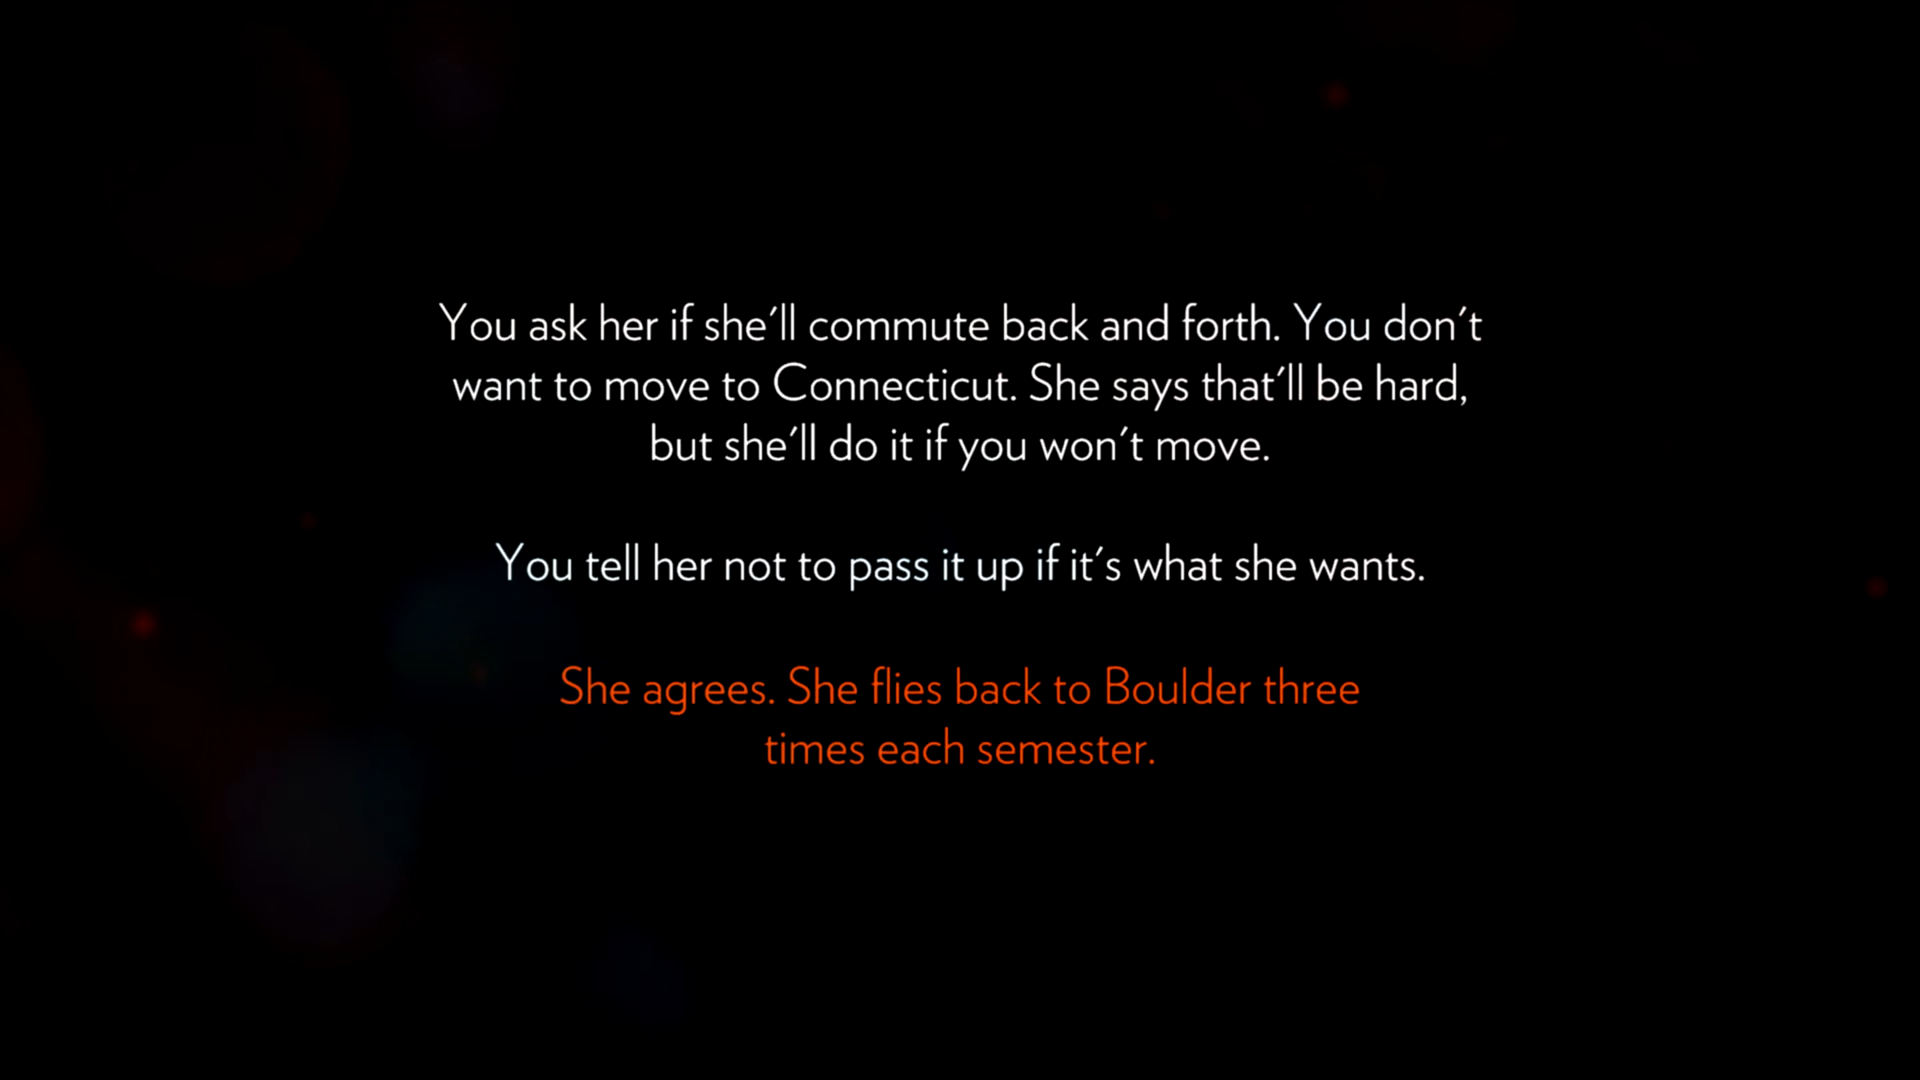 You ask her if she'll commute back and forth. You don't
want to move to Connecticut. She says that'll be hard,
but she'll do it if you won't move.
You tell her not to pass it up if it's what she wants.
She agrees. She flies back to Boulder three
times each semester.